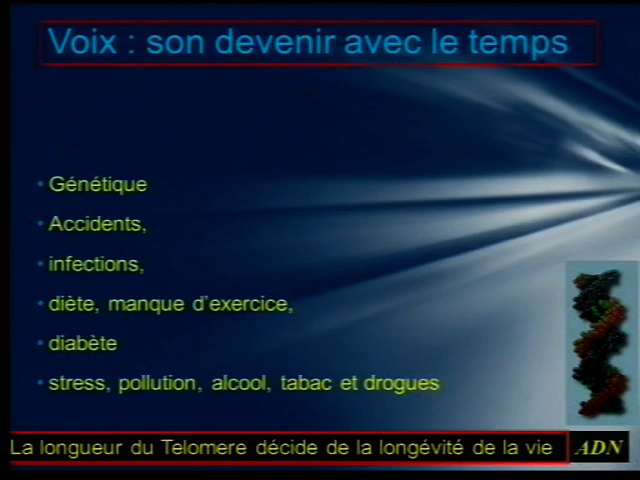 Voix : son devenir avec le temps
• Génétique
• Accidents,
• infections,
• diète, manque d'exercice,
• diabète
• stress, pollution, alcool, tabac et drogues
La longueur du Telomere décide de la longévité de la vie
ADN